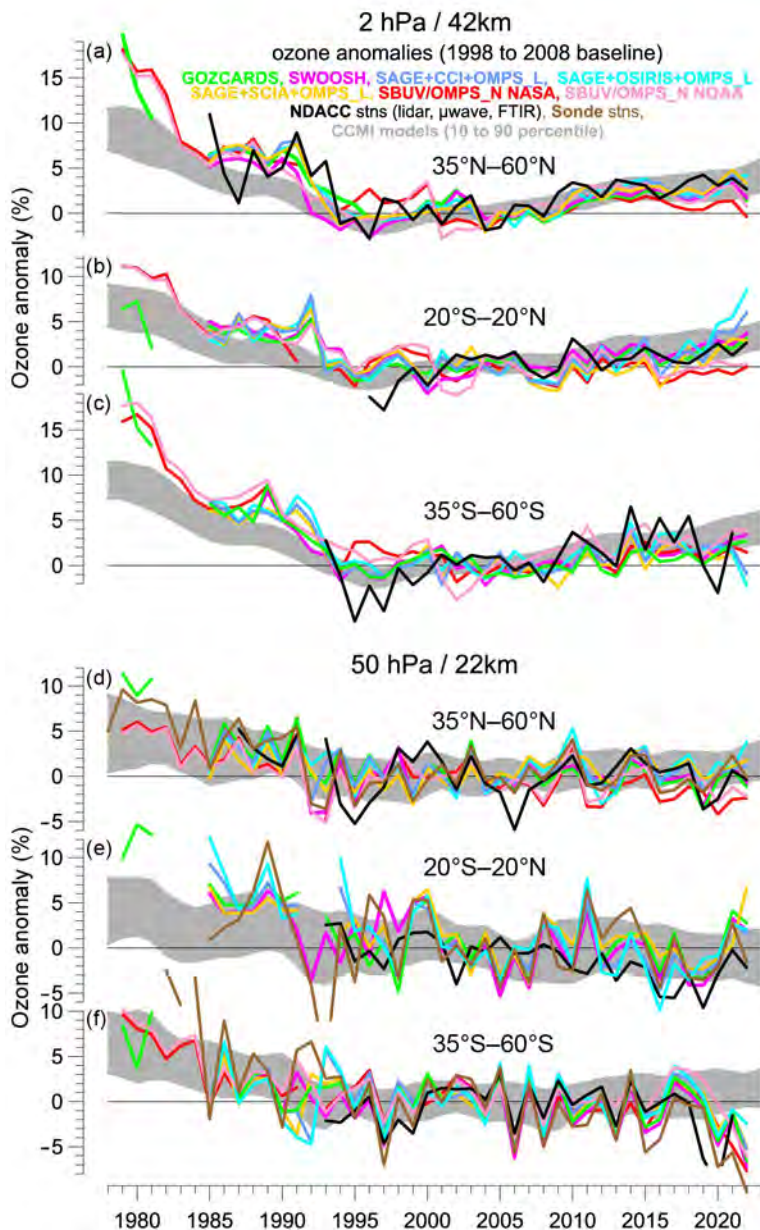 2 hPa / 42km
(a)
ozone anomalies (1998 to 2008 baseline)
GOZCARDS, SWOOSH, SAGE+CCI+OMPS_L, SAGE+OSIRIS+OMPS_L
SAGE+SCIA+OMPS_L, SBUV/OMPS_N NASA, SBUV/OMPS_N NOAA
NDACC stns (lidar, µwave, FTIR), Sonde stns,
CCMI models (10 to 90 percentile)
15
10
5
0
35°N–60°N
(b)
10
5
0
20°S–20°N
Ozone anomaly (%)
(c)
15
10
5
0
35°S–60°S
50 hPa / 22km
(d)
10
5
0
−5
35°N–60°N
(e)
10
5
0
−5
20°S–20°N
Ozone anomaly (%)
(f)
10
5
0
−5
35°S–60°S
1980 1985 1990 1995 2000 2005 2010 2015 2020